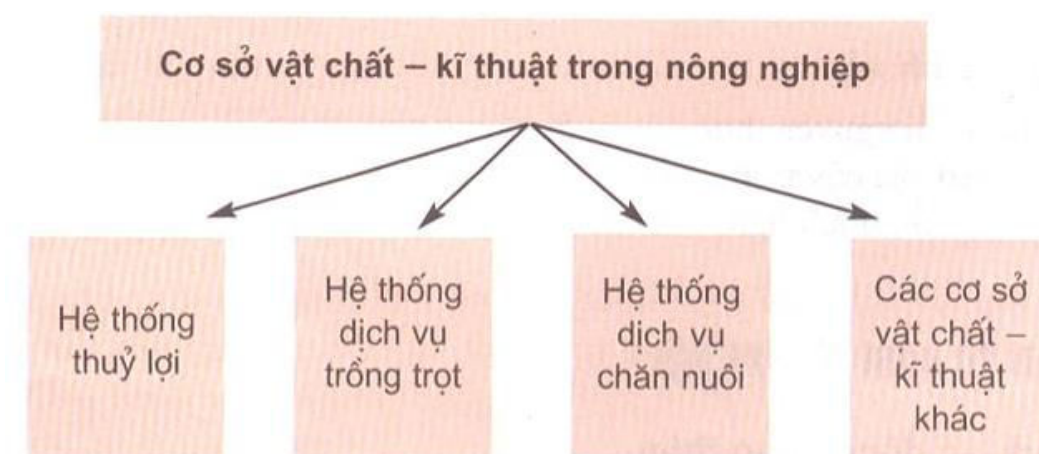 Cơ sở vật chất – kĩ thuật trong nông nghiệp
Hệ thống
thuỷ lợi
Hệ thống
dịch vụ
trồng trọt
Hệ thống
dịch vụ
chăn nuôi
Các cơ sở
vật chất –
kĩ thuật
khác